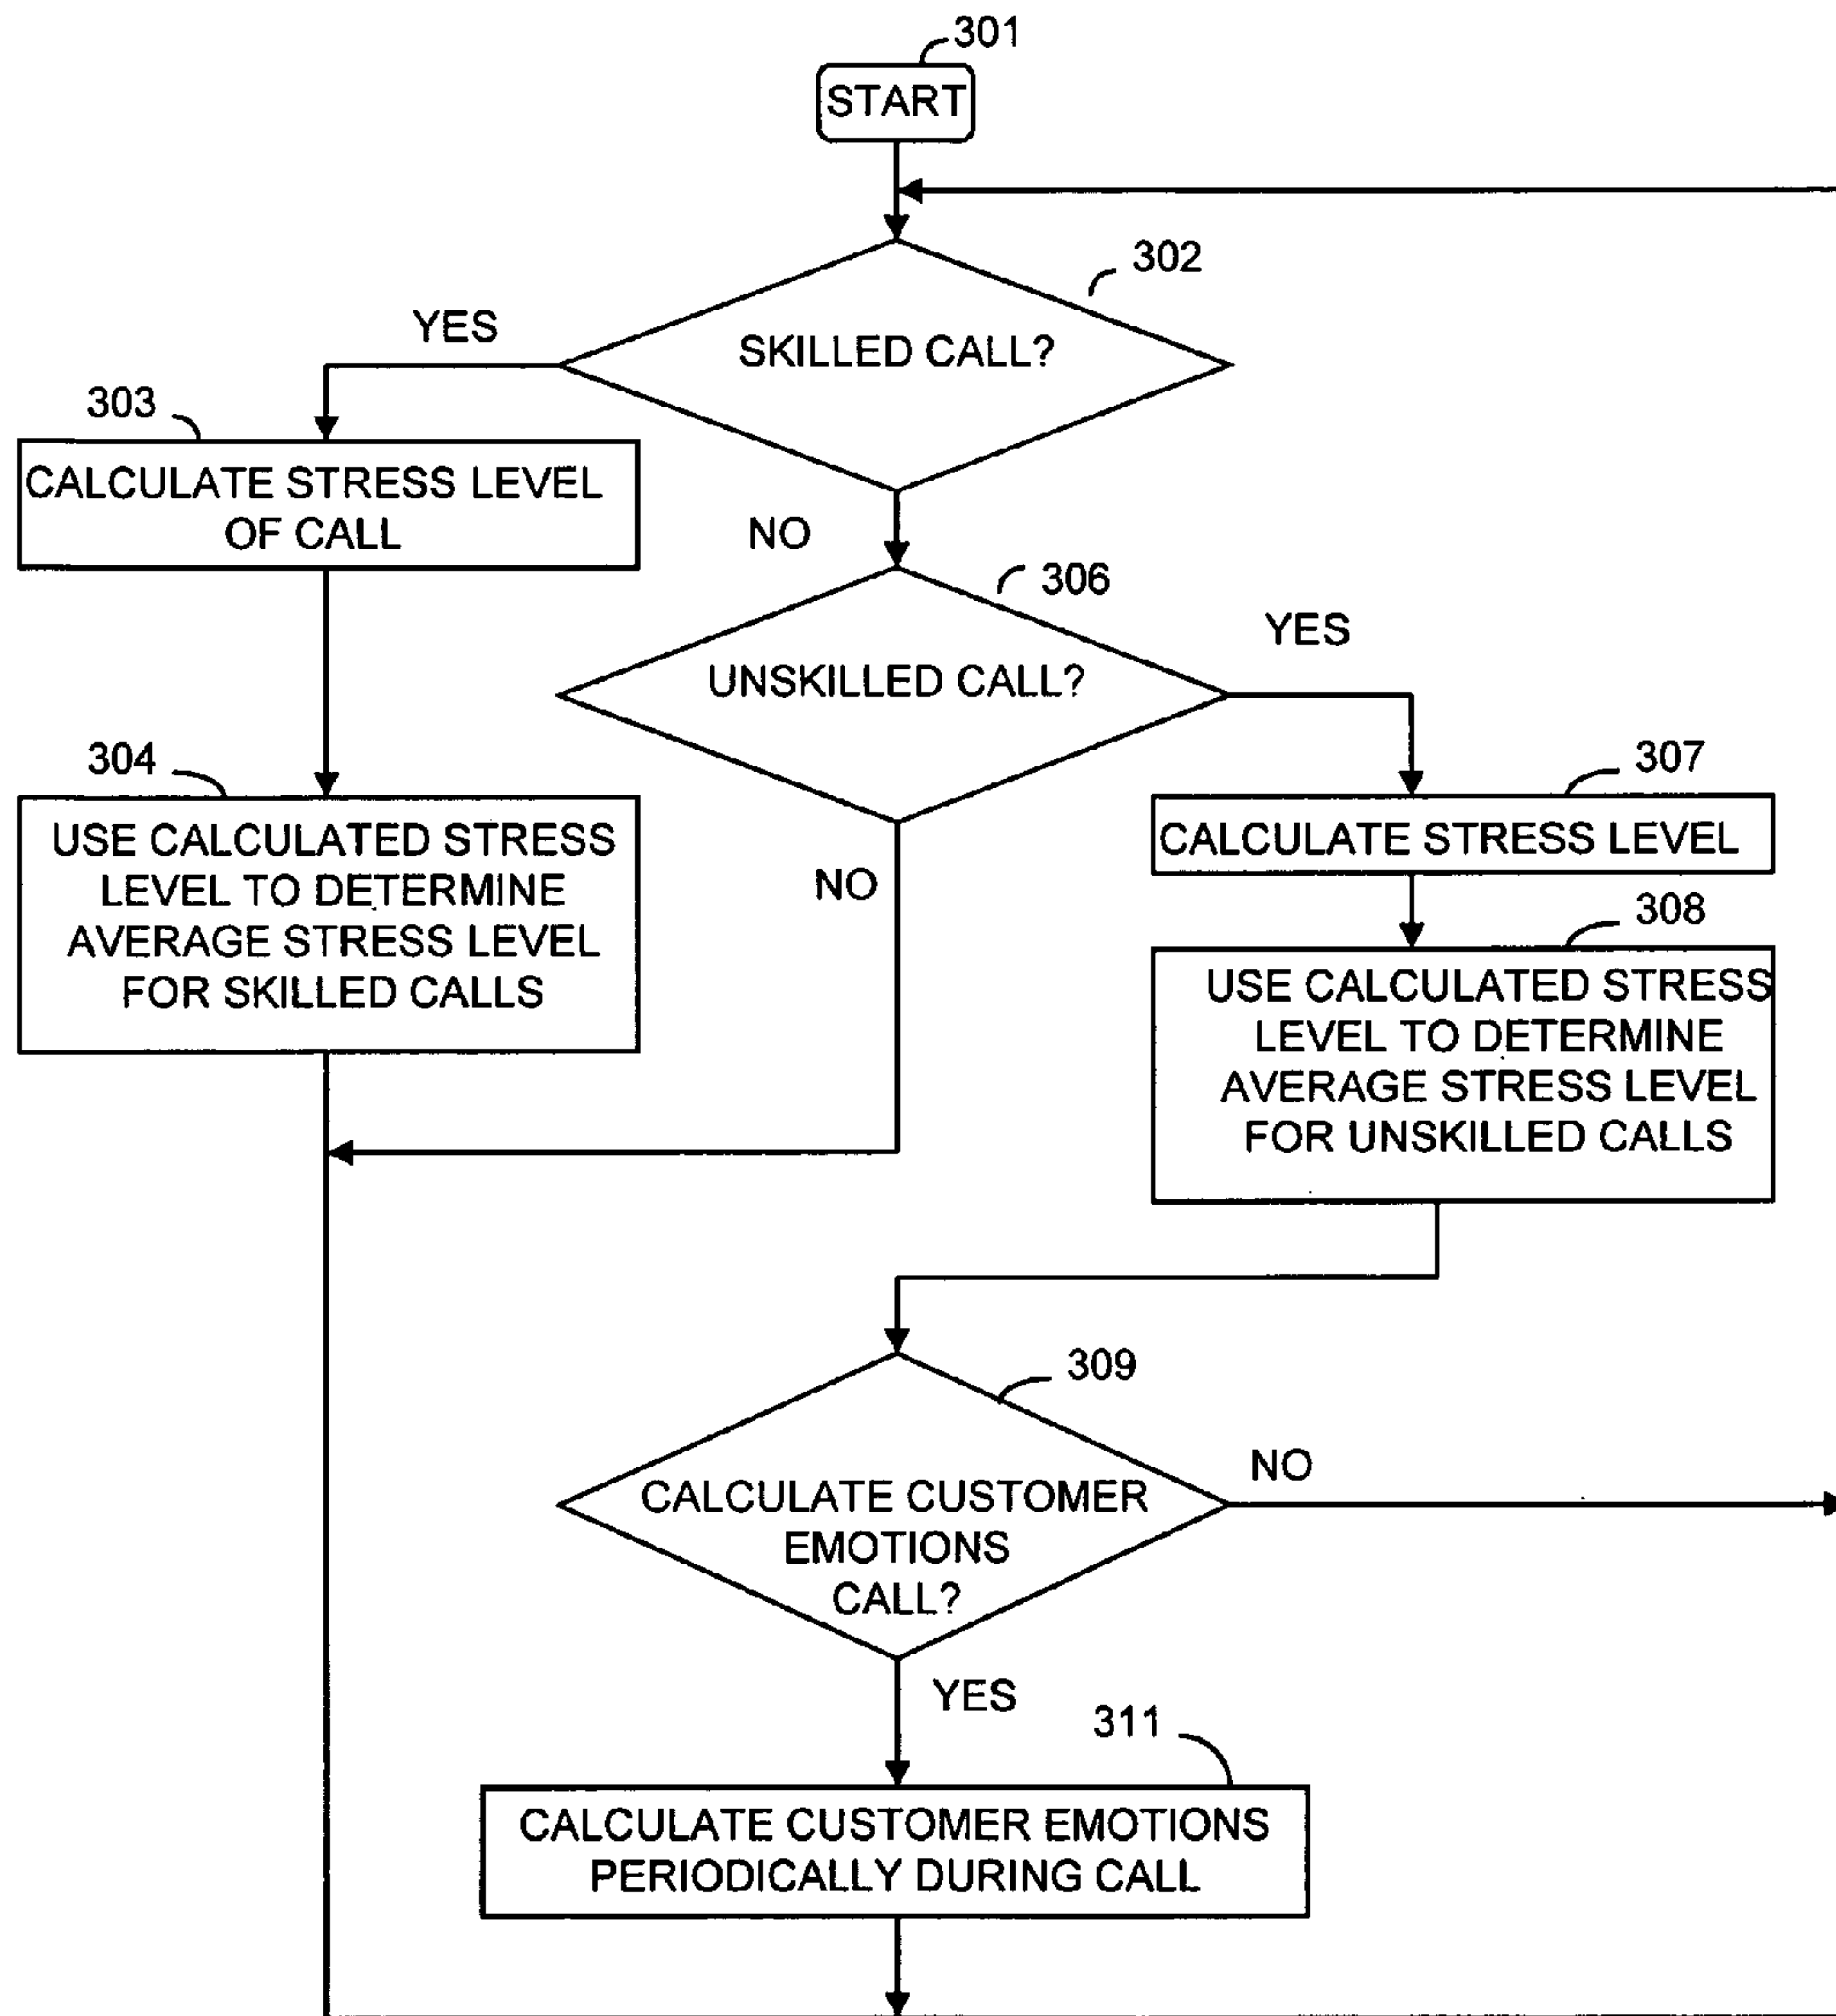 301
START
302
SKILLED CALL?
YES
303
CALCULATE STRESS LEVEL
OF CALL
NO
306
UNSKILLED CALL?
YES
304
USE CALCULATED STRESS
LEVEL TO DETERMINE
AVERAGE STRESS LEVEL
FOR SKILLED CALLS
NO
307
CALCULATE STRESS LEVEL
308
USE CALCULATED STRESS
LEVEL TO DETERMINE
AVERAGE STRESS LEVEL
FOR UNSKILLED CALLS
309
CALCULATE CUSTOMER
EMOTIONS
CALL?
NO
YES
311
CALCULATE CUSTOMER EMOTIONS
PERIODICALLY DURING CALL